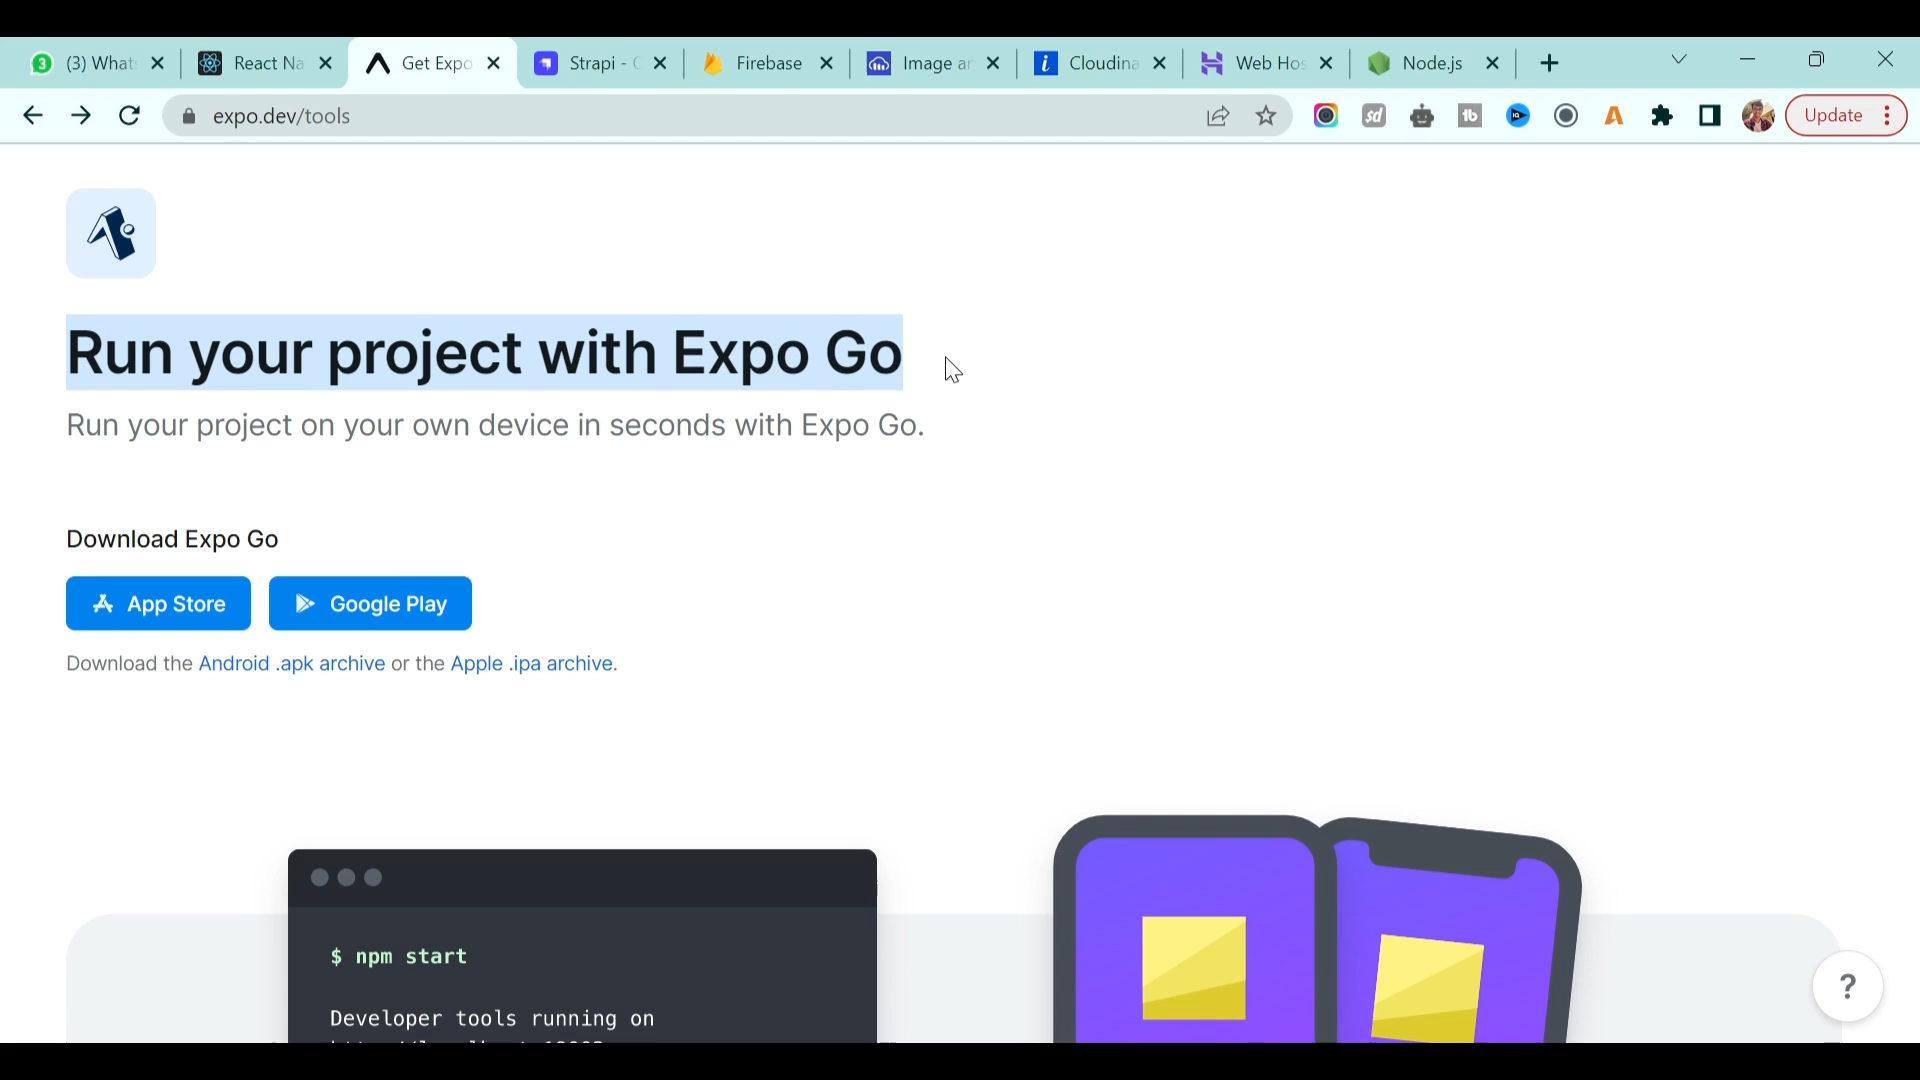 (3) What
React Na
Get Expo
Strapi -
Firebase
Image an
Cloudina
Web Hos
Node.js
expo.dev/tools
Update
Run your project with Expo Go
Run your project on your own device in seconds with Expo Go.
Download Expo Go
App Store
Google Play
Download the Android .apk archive or the Apple .ipa archive.
$ npm start
Developer tools running on
?